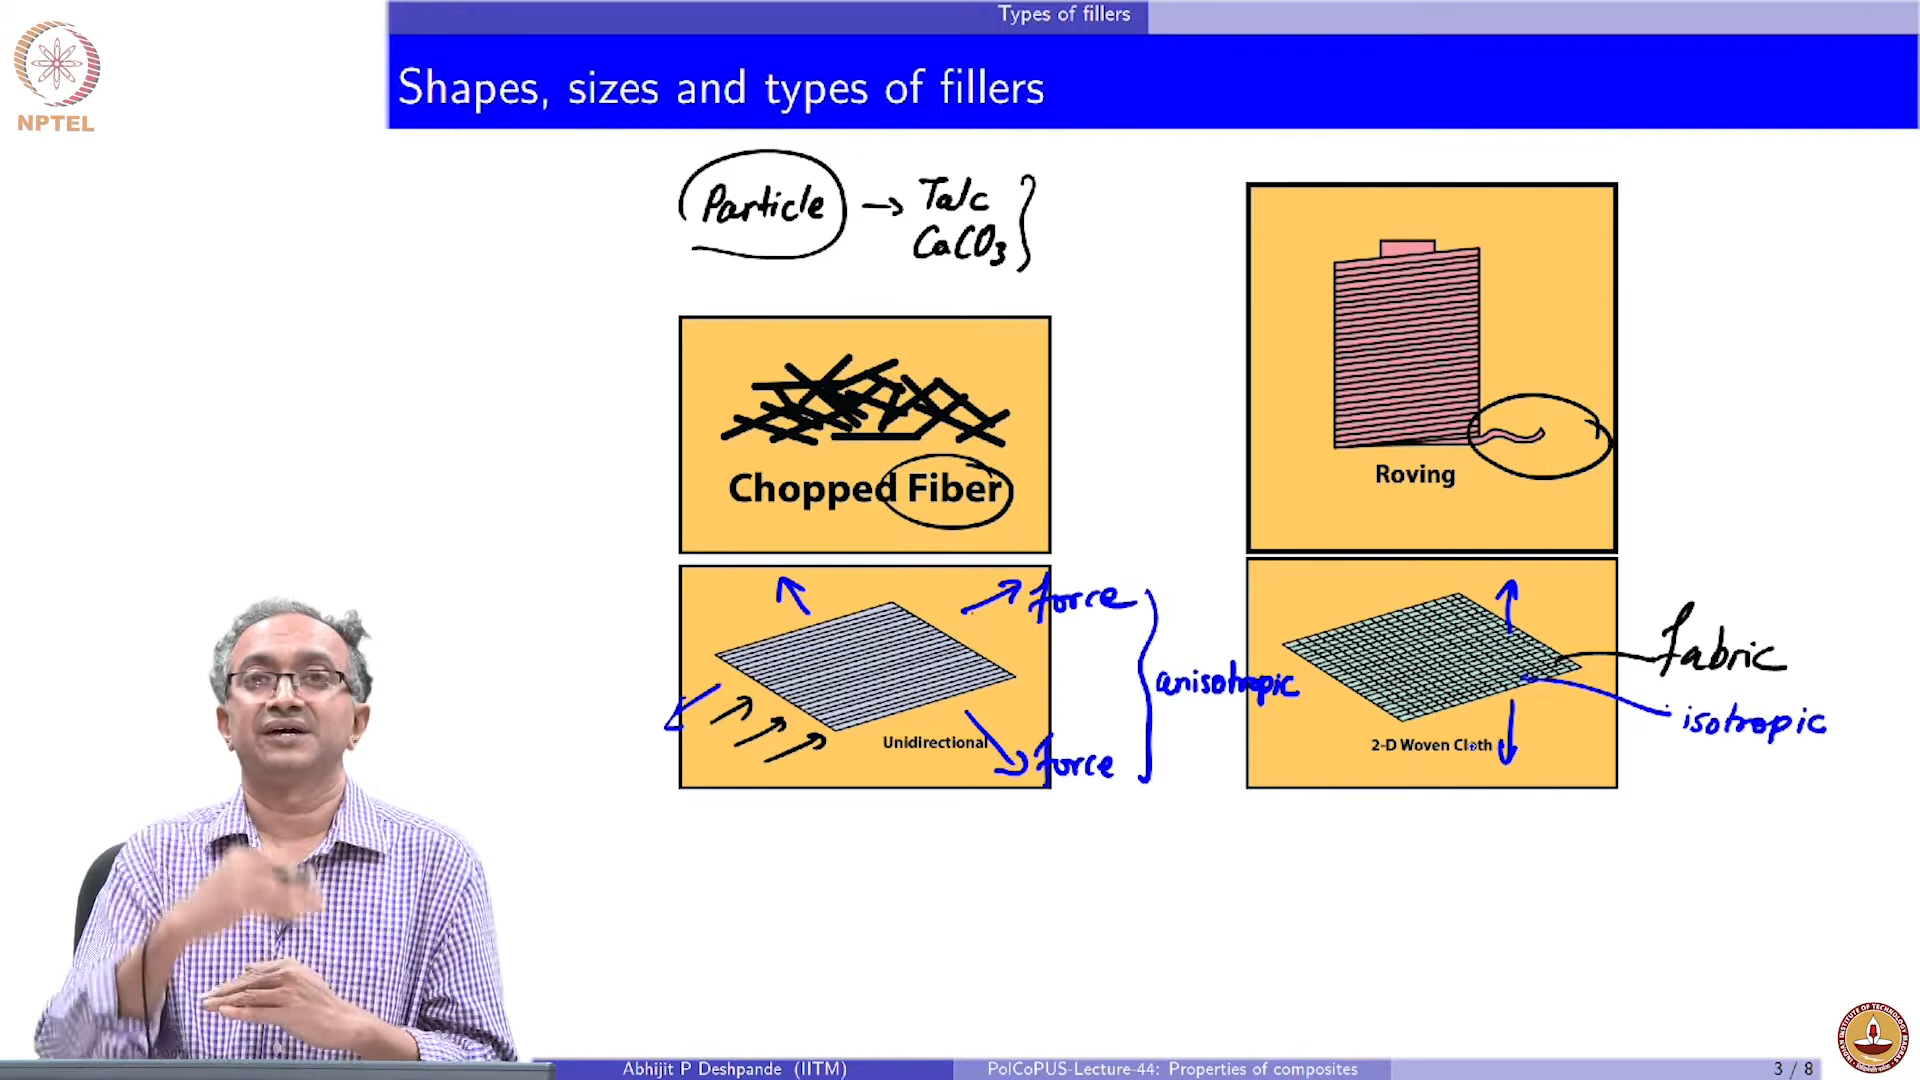 Types of fillers
NPTEL
Shapes, sizes and types of fillers
Particle → Talc
CaCO3
Chopped Fiber
Roving
force
anisotropic
Unidirectional
force
fabric
isotropic
2-D Woven Cloth
Abhijit P Deshpande (IITM)
PolCoPUS-Lecture-44: Properties of composites
3 / 8